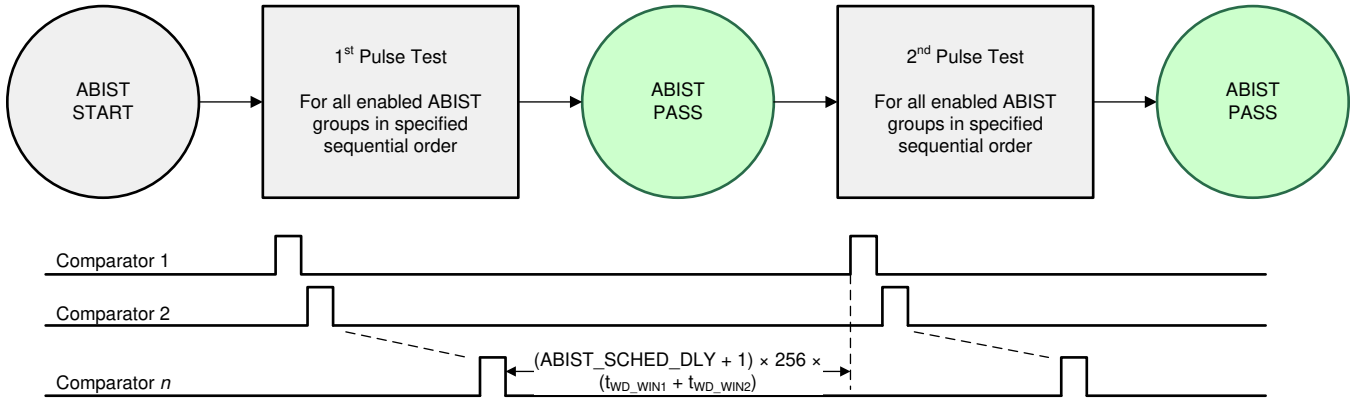 ABIST
START
1st Pulse Test
For all enabled ABIST
groups in specified
sequential order
ABIST
PASS
2nd Pulse Test
For all enabled ABIST
groups in specified
sequential order
ABIST
PASS
Comparator 1
Comparator 2
Comparator n
(ABIST_SCHED_DLY + 1) × 256 ×
(tWD_WIN1 + tWD_WIN2)